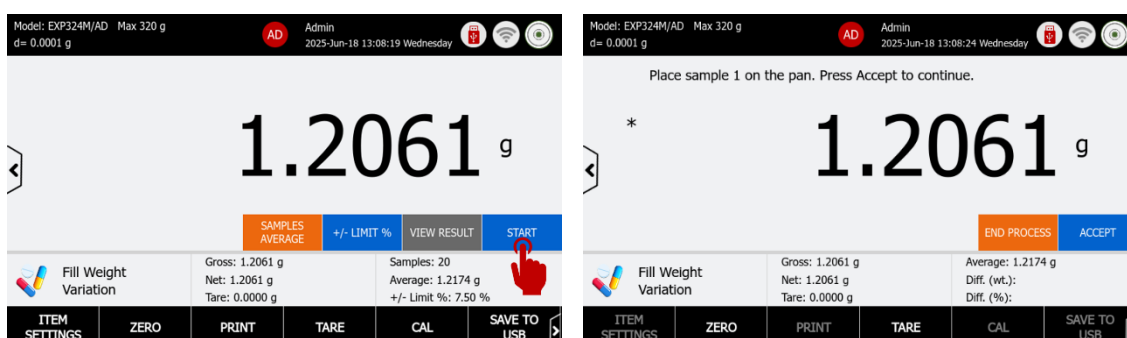 Model: EXP324M/AD Max 320 g
d= 0.0001 g
AD
Admin
2025-Jun-18 13:08:19 Wednesday
1.2061 g
SAMPLES
AVERAGE
+/- LIMIT %
VIEW RESULT
START
Fill Weight
Variation
Gross: 1.2061 g
Net: 1.2061 g
Tare: 0.0000 g
Samples: 20
Average: 1.2174 g
+/- Limit %: 7.50 %
ITEM
SETTINGS
ZERO
PRINT
TARE
CAL
SAVE TO
USB
Model: EXP324M/AD Max 320 g
d= 0.0001 g
AD
Admin
2025-Jun-18 13:08:24 Wednesday
Place sample 1 on the pan. Press Accept to continue.
* 1.2061 g
END PROCESS
ACCEPT
Fill Weight
Variation
Gross: 1.2061 g
Net: 1.2061 g
Tare: 0.0000 g
Average: 1.2174 g
Diff. (wt.):
Diff. (%):
ITEM
SETTINGS
ZERO
PRINT
TARE
CAL
SAVE TO
USB